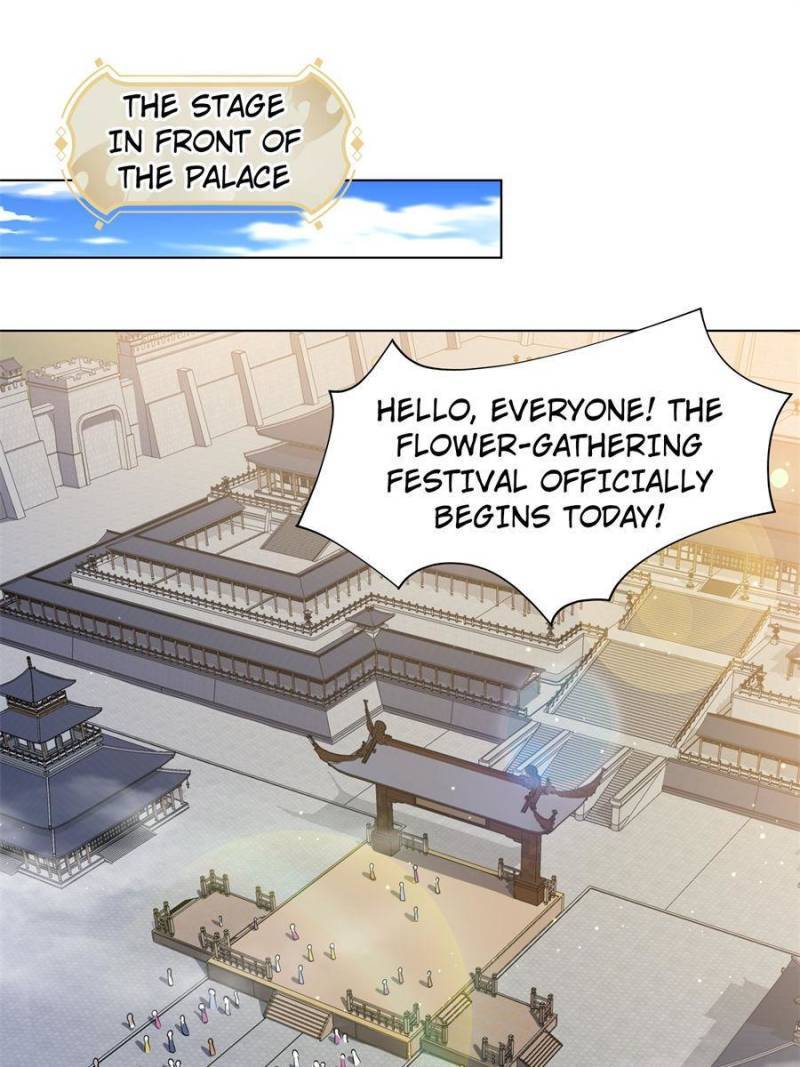 THE STAGE
IN FRONT OF
THE PALACE
HELLO, EVERYONE! THE
FLOWER-GATHERING
FESTIVAL OFFICIALLY
BEGINS TODAY!